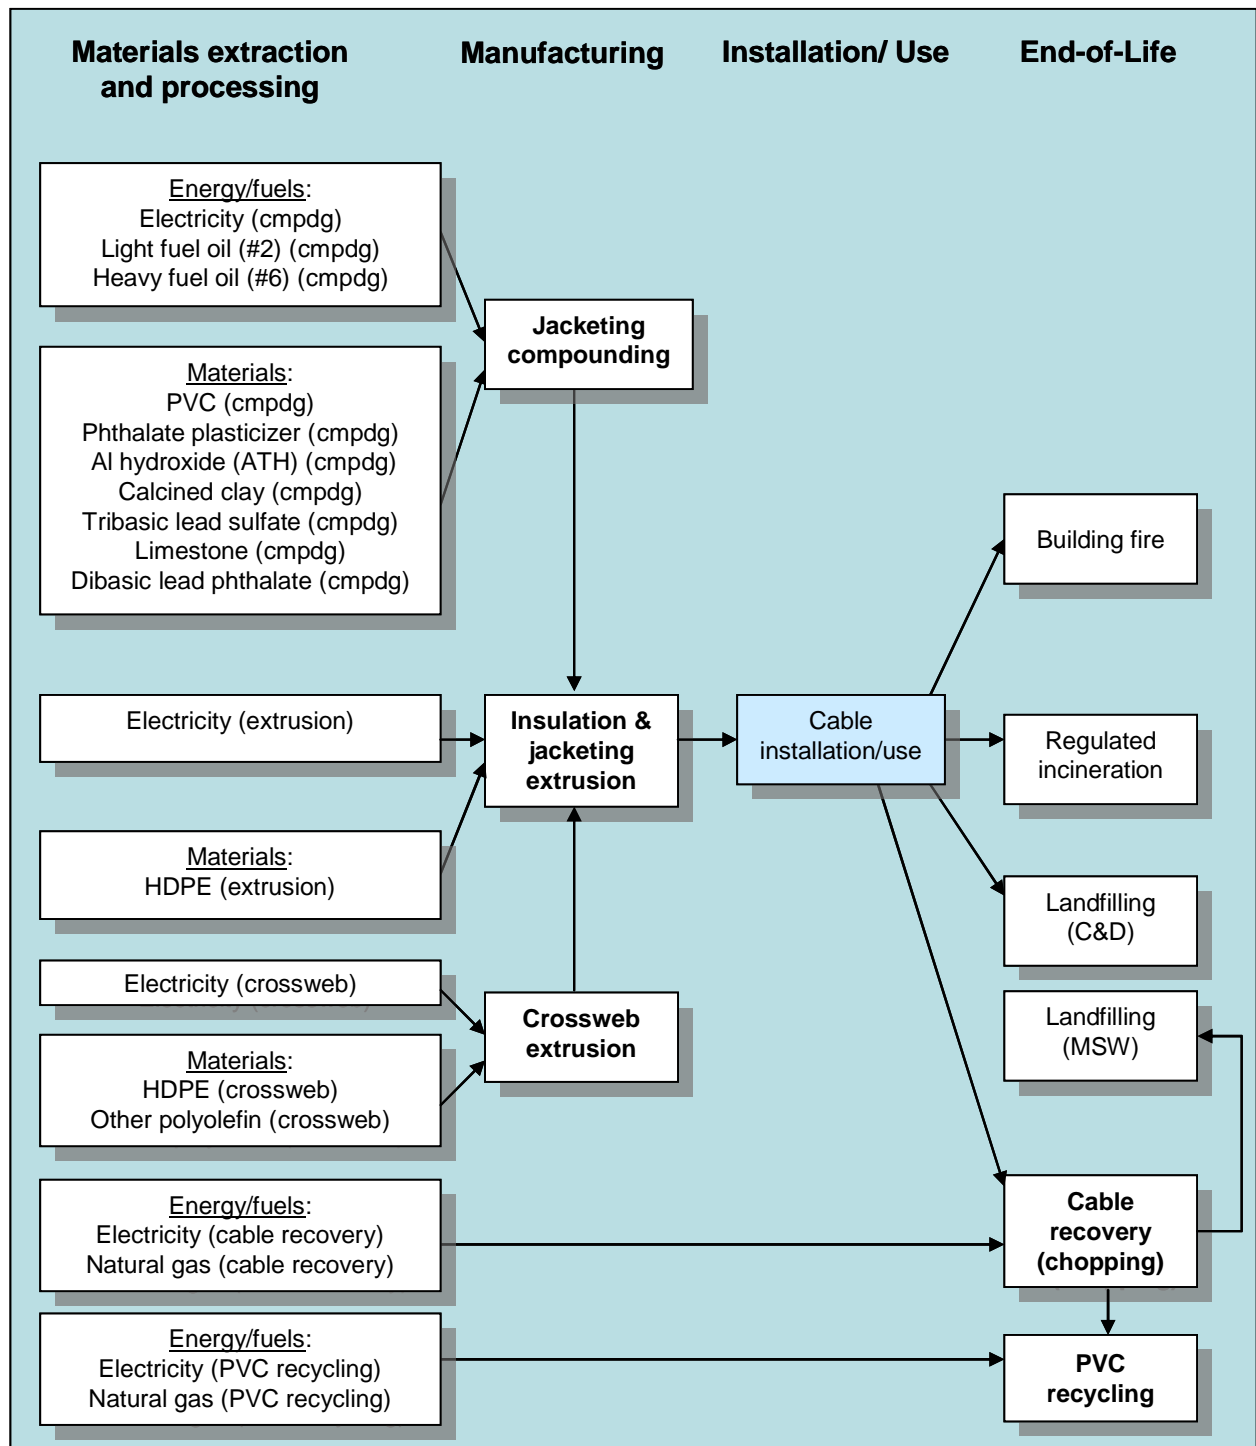 Materials extraction
and processing
Manufacturing
Installation/ Use
End-of-Life
Energy/fuels:
Electricity (cmpdg)
Light fuel oil (#2) (cmpdg)
Heavy fuel oil (#6) (cmpdg)
Jacketing
compounding
Materials:
PVC (cmpdg)
Phthalate plasticizer (cmpdg)
Al hydroxide (ATH) (cmpdg)
Calcined clay (cmpdg)
Tribasic lead sulfate (cmpdg)
Limestone (cmpdg)
Dibasic lead phthalate (cmpdg)
Building fire
Electricity (extrusion)
Insulation &
jacketing
extrusion
Cable
installation/use
Regulated
incineration
Materials:
HDPE (extrusion)
Landfilling
(C&D)
Electricity (crossweb)
Crossweb
extrusion
Landfilling
(MSW)
Materials:
HDPE (crossweb)
Other polyolefin (crossweb)
Energy/fuels:
Electricity (cable recovery)
Natural gas (cable recovery)
Cable
recovery
(chopping)
Energy/fuels:
Electricity (PVC recycling)
Natural gas (PVC recycling)
PVC
recycling